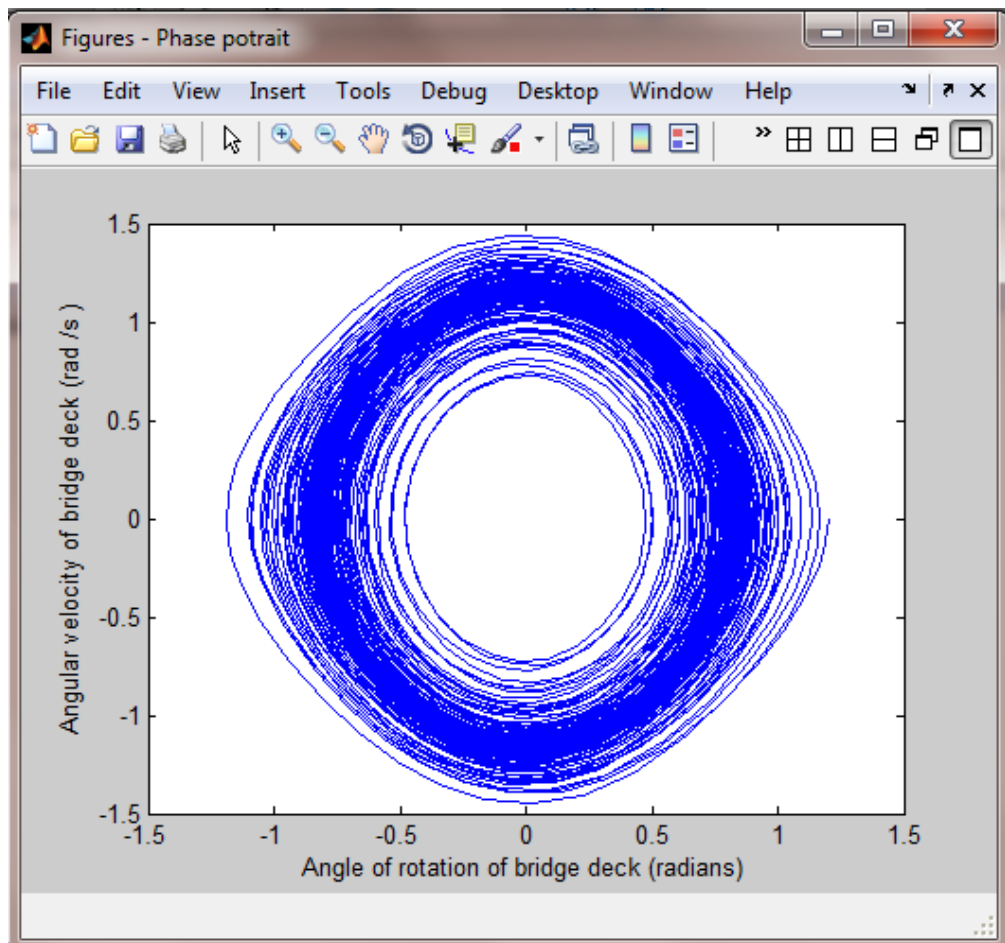 Figures - Phase potrait
File Edit View Insert Tools Debug Desktop Window Help
1.5
1
0.5
0
-0.5
-1
-1.5
Angular velocity of bridge deck (rad /s )
-1.5 -1 -0.5 0 0.5 1 1.5
Angle of rotation of bridge deck (radians)